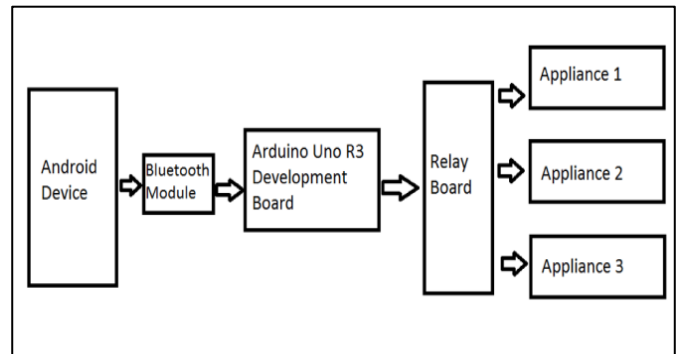 Android
Device
Bluetooth
Module
Arduino Uno R3
Development
Board
Relay
Board
Appliance 1
Appliance 2
Appliance 3